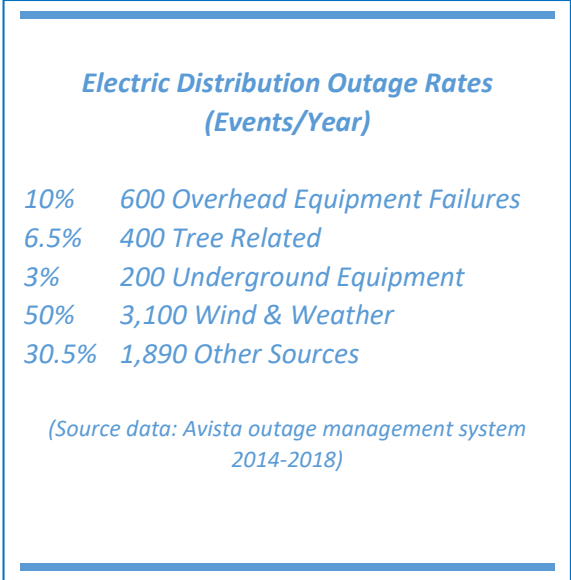 Electric Distribution Outage Rates
(Events/Year)
10% 600 Overhead Equipment Failures
6.5% 400 Tree Related
3% 200 Underground Equipment
50% 3,100 Wind & Weather
30.5% 1,890 Other Sources
(Source data: Avista outage management system
2014-2018)